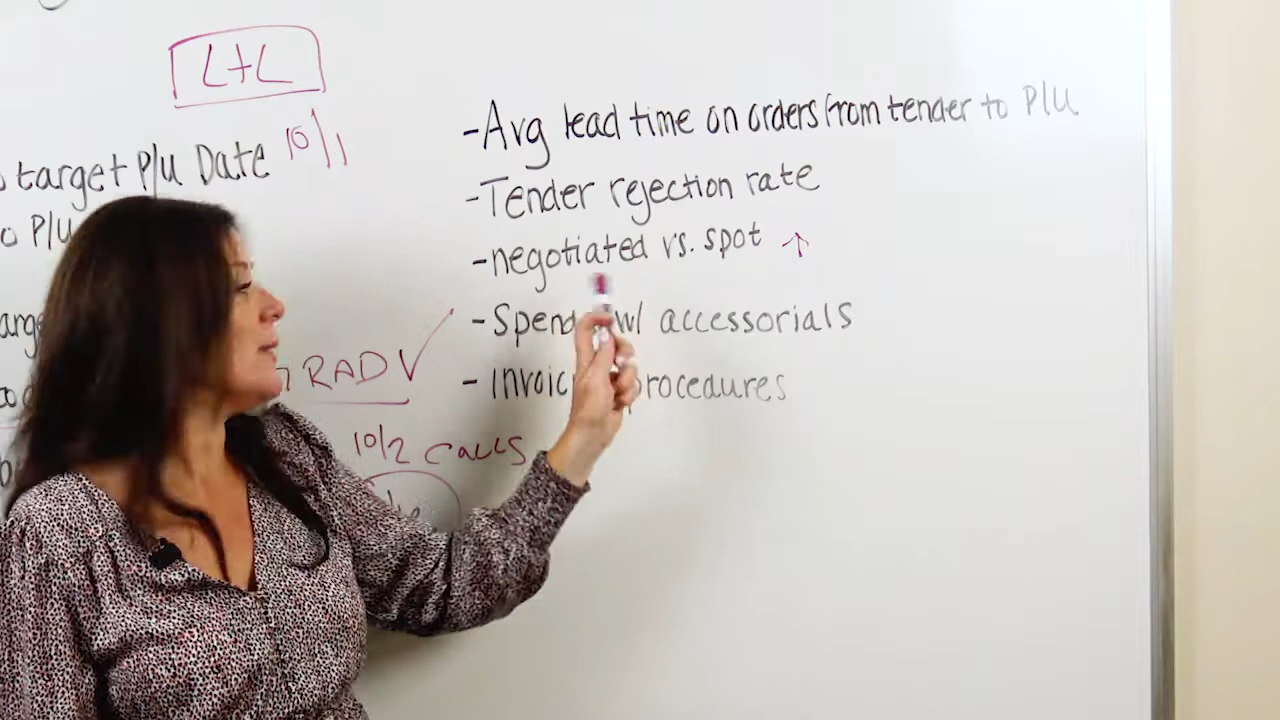 L+L
target P/U Date 10/1
to P/U
RADV
10/2 calls
-Avg lead time on orders from tender to P/U
-Tender rejection rate
-negotiated vs. spot ↑
-Spend w/ accessorials
- Invoic procedures